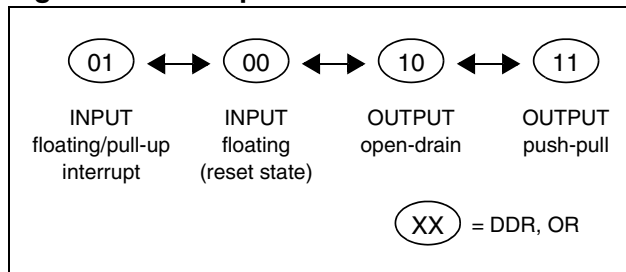 01 00 10 11
INPUT INPUT OUTPUT OUTPUT
floating/pull-up floating open-drain push-pull
interrupt (reset state)
XX = DDR, OR